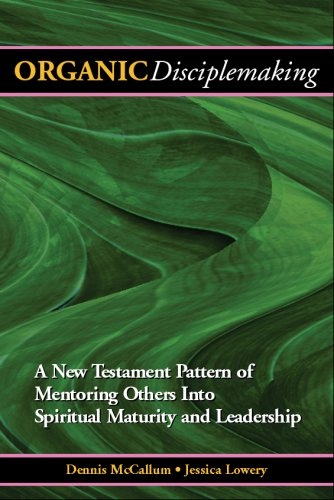 ORGANIC Disciplemaking
A New Testament Pattern of
Mentoring Others Into
Spiritual Maturity and Leadership
Dennis McCallum • Jessica Lowery